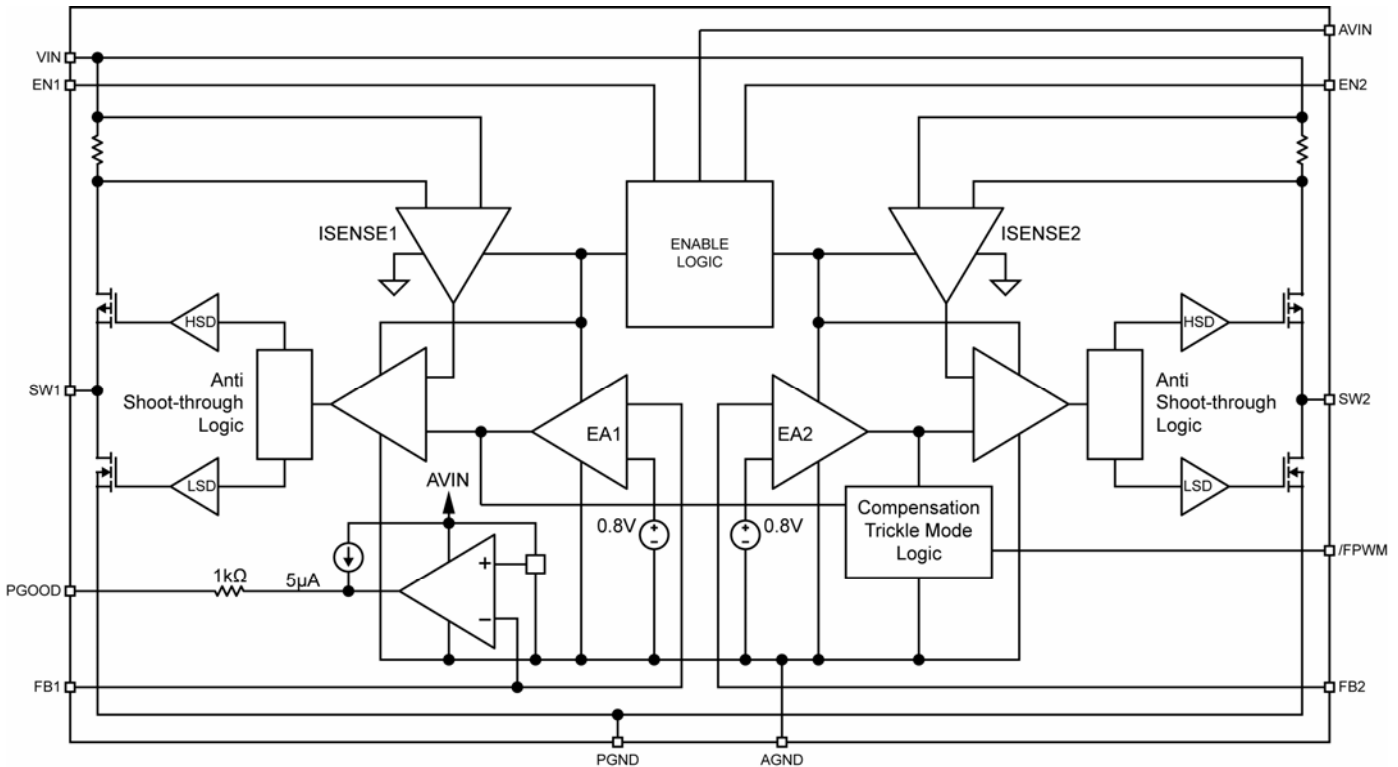 AVIN
VIN
EN1
EN2
ISENSE1
ENABLE
LOGIC
ISENSE2
HSD
HSD
SW1
Anti
Shoot-through
Logic
Anti
Shoot-through
Logic
SW2
EA1
EA2
LSD
LSD
AVIN
0.8V
+
−
+
−
0.8V
Compensation
Trickle Mode
Logic
/FPWM
PGOOD
1kΩ
5µA
+
−
FB1
FB2
PGND
AGND